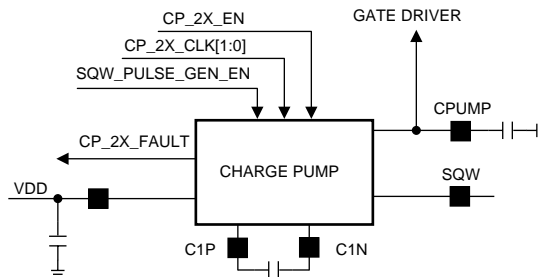 CP_2X_EN
GATE DRIVER
CP_2X_CLK[1:0]
SQW_PULSE_GEN_EN
CPUMP
CP_2X_FAULT
CHARGE PUMP
SQW
VDD
C1P
C1N